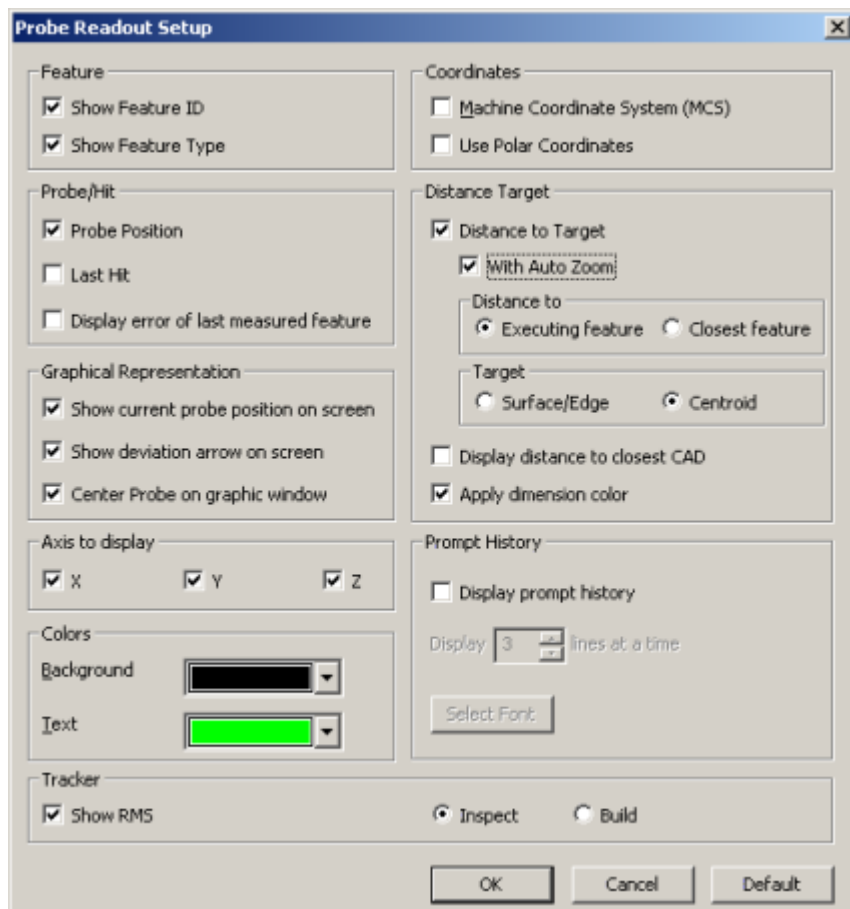 Probe Readout Setup
Feature
Show Feature ID
Show Feature Type
Coordinates
Machine Coordinate System (MCS)
Use Polar Coordinates
Probe/Hit
Probe Position
Last Hit
Display error of last measured feature
Distance Target
Distance to Target
With Auto Zoom
Distance to
Executing feature Closest feature
Target
Surface/Edge Centroid
Display distance to closest CAD
Apply dimension color
Graphical Representation
Show current probe position on screen
Show deviation arrow on screen
Center Probe on graphic window
Axis to display
X Y Z
Prompt History
Display prompt history
Display 3 lines at a time
Select Font
Colors
Background
Text
Tracker
Show RMS Inspect Build
OK Cancel Default